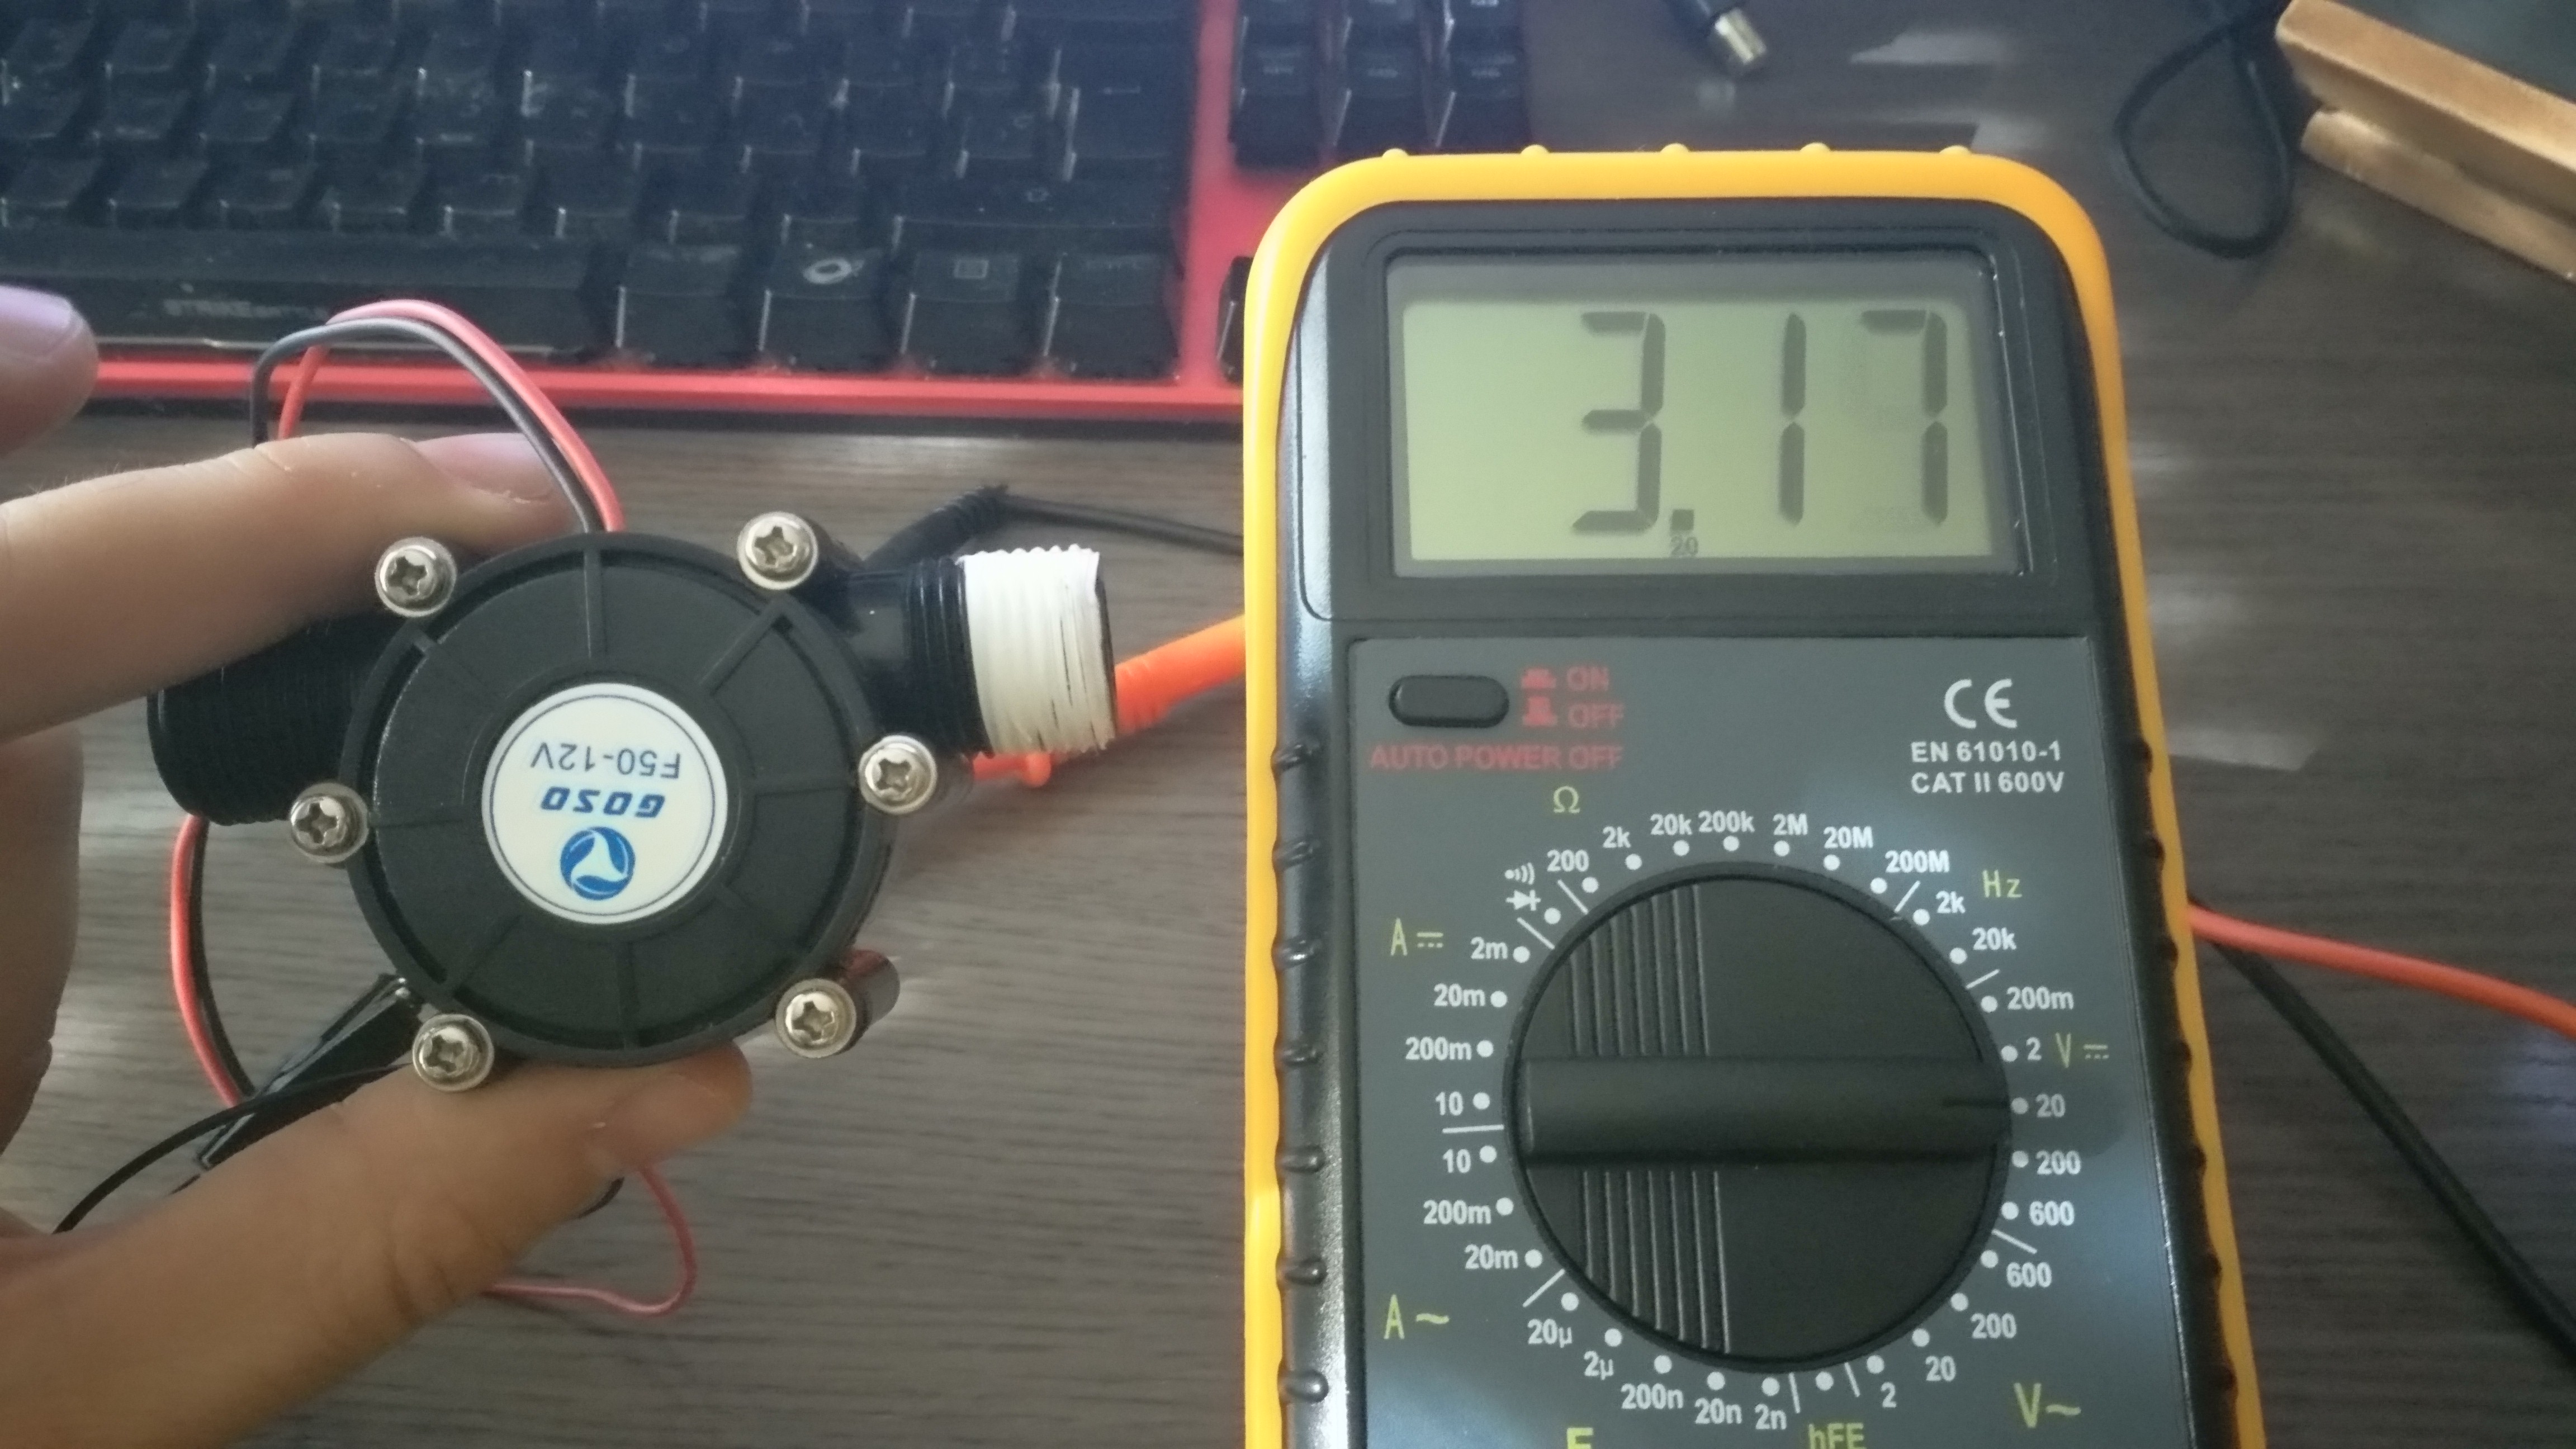 3.17
20
ON
OFF
AUTO POWER OFF
CE
EN 61010-1
CAT II 600V
F50-12V
GOSO
Ω
200
2k
20k
200k
2M
20M
200M
Hz
2k
20k
200m
2
V
20
200
600
600
200
20
2
V~
hFE
F
2n
20n
200n
2µ
20µ
A~
20m
200m
10
10
200m
20m
2m
A